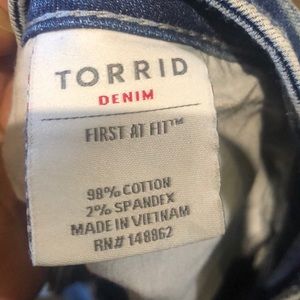 TORRID
DENIM
FIRST AT FIT™
98% COTTON
2% SPANDEX
MADE IN VIETNAM
RN# 148862